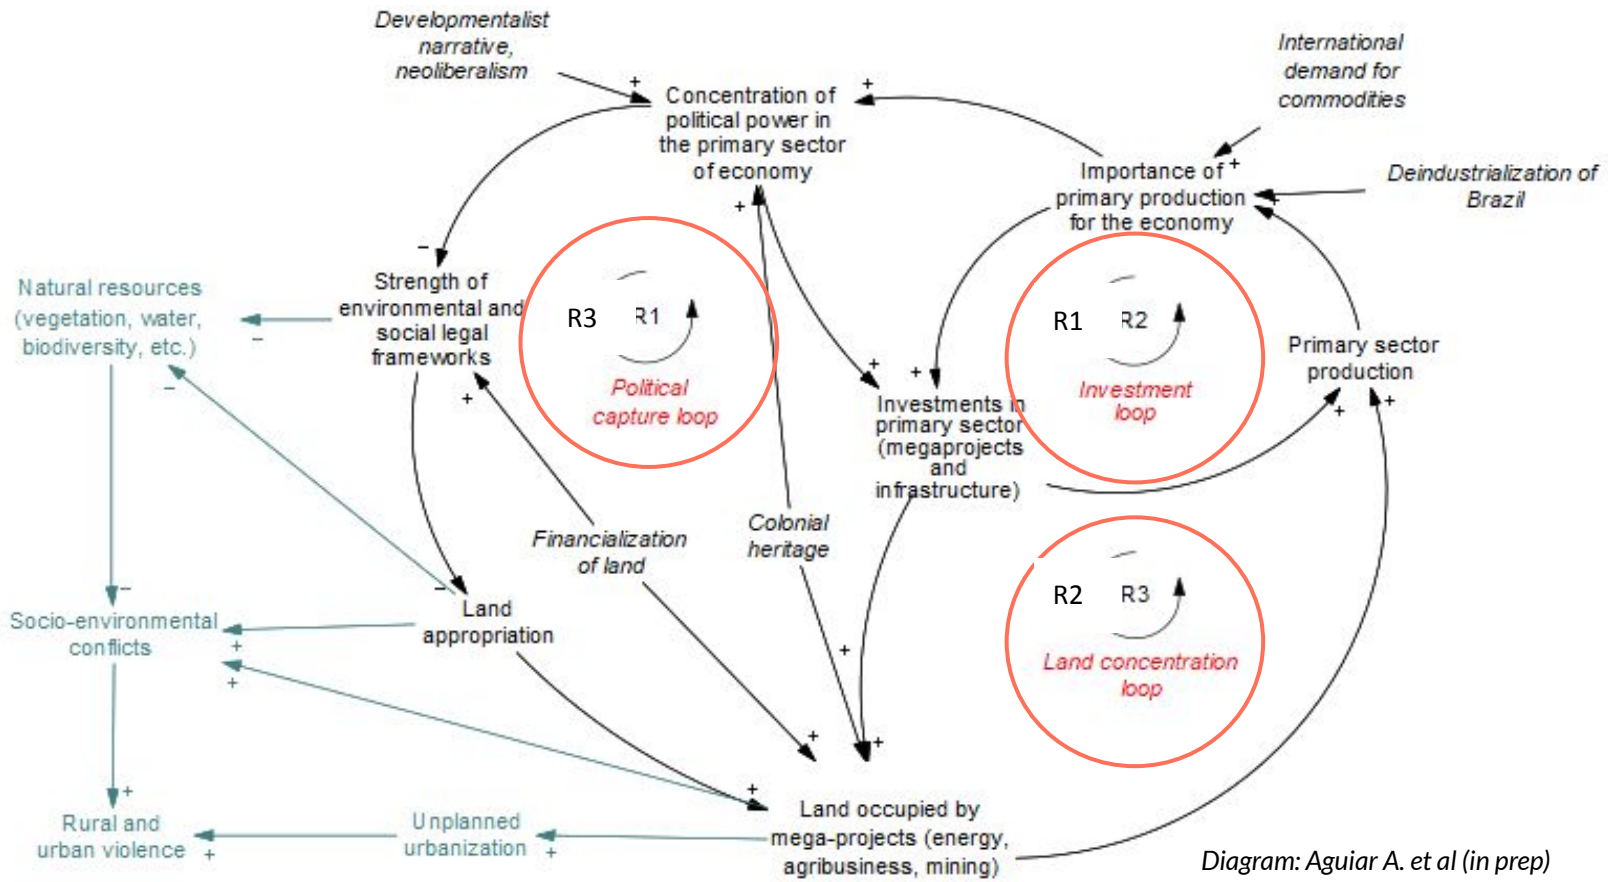 Developmentalist
narrative,
neoliberalism
+
Concentration of
political power in
the primary sector
of economy
+
International
demand for
commodities
+
Importance of
primary production
for the economy
Deindustrialization of
Brazil
+
+
−
Strength of
environmental and
social legal
frameworks
Natural resources
(vegetation, water,
biodiversity, etc.)
−
−
+
R3
R1
Political
capture loop
+
+
Investments in
primary sector
(megaprojects
and
infrastructure)
R1
R2
Investment
loop
Primary sector
production
+
+
Financialization
of land
Colonial
heritage
R2
R3
Land concentration
loop
−
−
Socio-environmental
conflicts
+
+
Land
appropriation
+
+
+
+
Land occupied by
mega-projects (energy,
agribusiness, mining)
+
Rural and
urban violence
+
Unplanned
urbanization
+
Diagram: Aguiar A. et al (in prep)